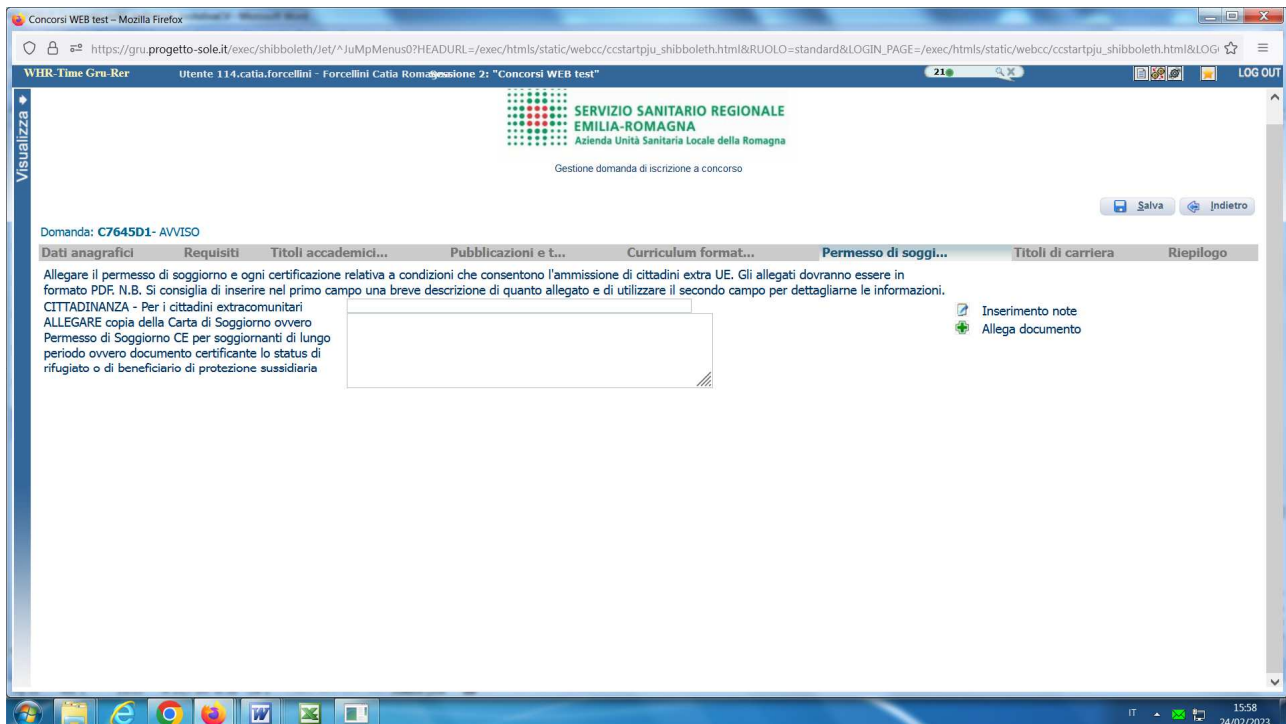 Concorsi WEB test – Mozilla Firefox
https://gru.progetto-sole.it/exec/shibboleth/Jet/^JuMpMenus0?HEADURL=/exec/htmls/static/webcc/ccstartpju_shibboleth.html&RUOLO=standard&LOGIN_PAGE=/exec/htmls/static/webcc/ccstartpju_shibboleth.html&LOG
WHR-Time Gru-Rer Utente 114.catia.forcellini - Forcellini Catia Sessione 2: "Concorsi WEB test" 21 LOG OUT
Visualizza
SERVIZIO SANITARIO REGIONALE
EMILIA-ROMAGNA
Azienda Unità Sanitaria Locale della Romagna
Gestione domanda di iscrizione a concorso
Salva Indietro
Domanda: C7645D1- AVVISO
Dati anagrafici Requisiti Titoli accademici... Pubblicazioni e t... Curriculum format... Permesso di soggi... Titoli di carriera Riepilogo
Allegare il permesso di soggiorno e ogni certificazione relativa a condizioni che consentono l'ammissione di cittadini extra UE. Gli allegati dovranno essere in
formato PDF. N.B. Si consiglia di inserire nel primo campo una breve descrizione di quanto allegato e di utilizzare il secondo campo per dettagliarne le informazioni.
CITTADINANZA - Per i cittadini extracomunitari
ALLEGARE copia della Carta di Soggiorno ovvero
Permesso di Soggiorno CE per soggiornanti di lungo
periodo ovvero documento certificante lo status di
rifugiato o di beneficiario di protezione sussidiaria
Inserimento note
Allega documento
IT 15:58
24/02/2023